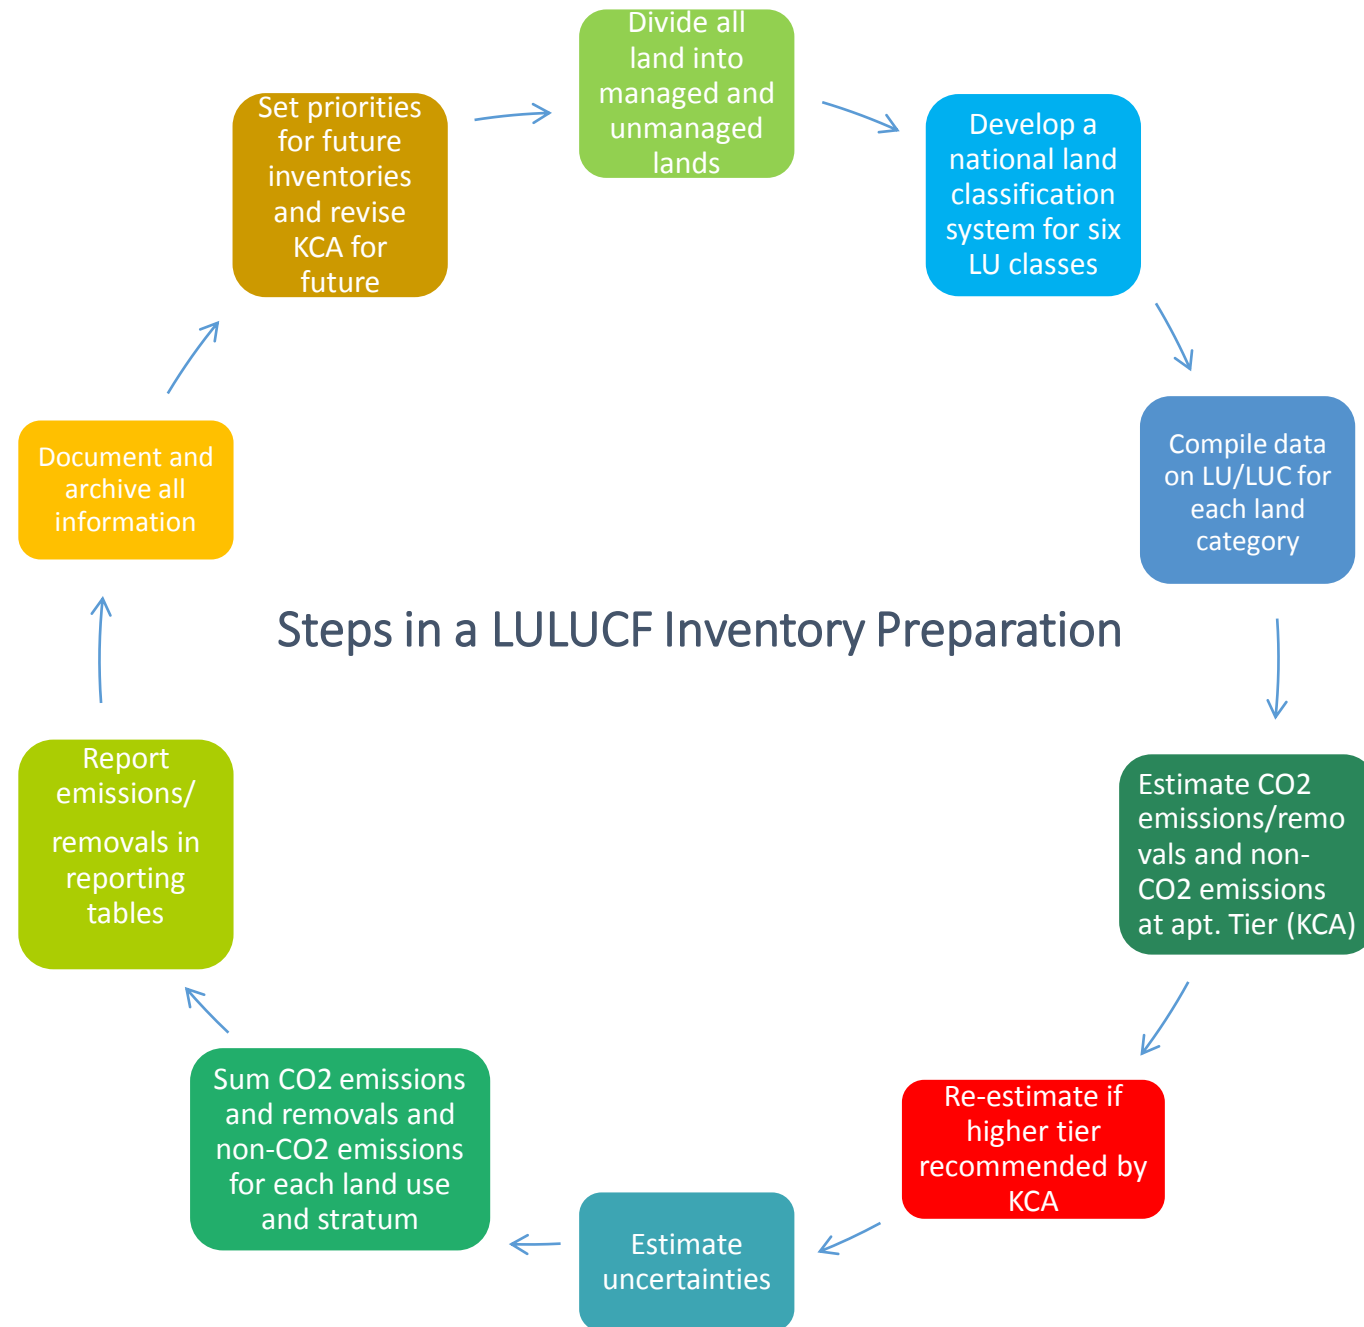 Divide all
land into
managed and
unmanaged
lands
Develop a
national land
classification
system for six
LU classes
Compile data
on LU/LUC for
each land
category
Estimate CO2
emissions/remo
vals and non-
CO2 emissions
at apt. Tier (KCA)
Re-estimate if
higher tier
recommended by
KCA
Estimate
uncertainties
Sum CO2 emissions
and removals and
non-CO2 emissions
for each land use
and stratum
Report
emissions/
removals in
reporting
tables
Document and
archive all
information
Set priorities
for future
inventories
and revise
KCA for
future
Steps in a LULUCF Inventory Preparation